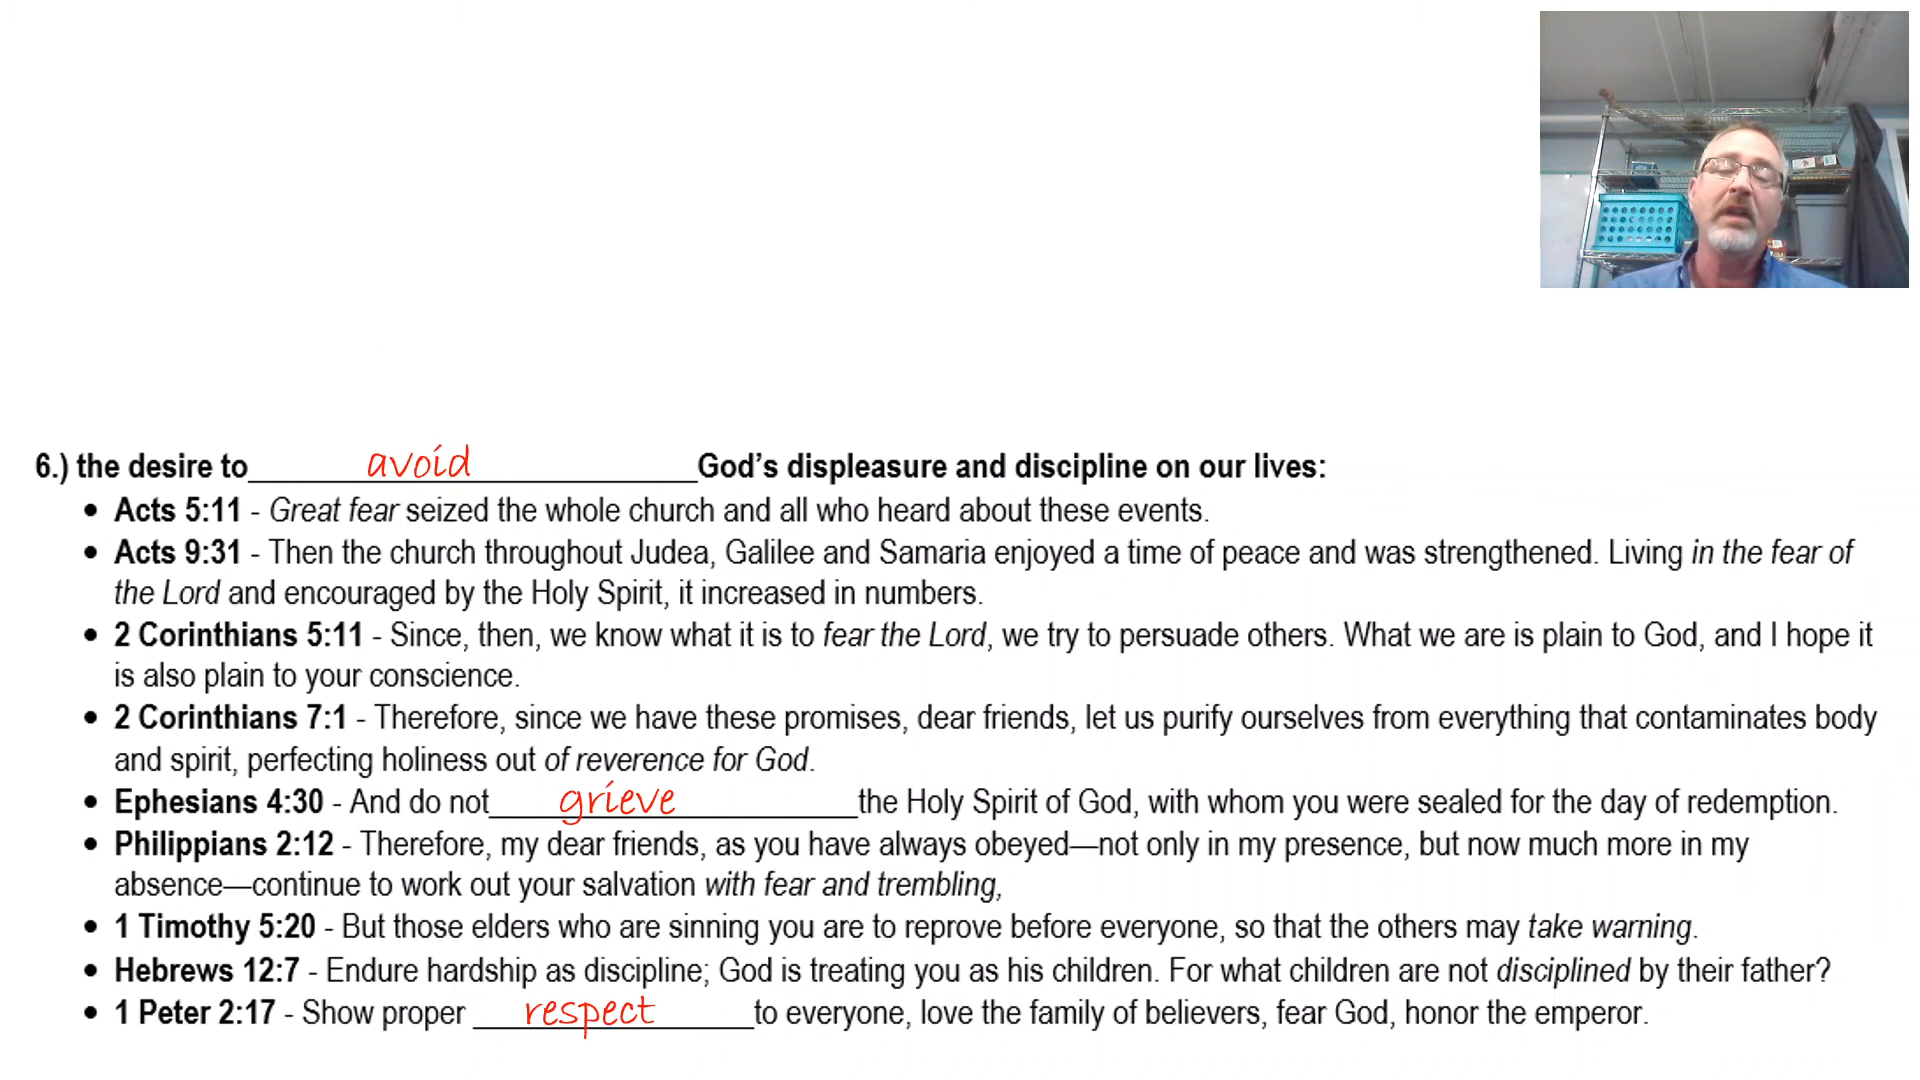 6.) the desire to avoid God's displeasure and discipline on our lives:
• Acts 5:11 - Great fear seized the whole church and all who heard about these events.
• Acts 9:31 - Then the church throughout Judea, Galilee and Samaria enjoyed a time of peace and was strengthened. Living in the fear of
the Lord and encouraged by the Holy Spirit, it increased in numbers.
• 2 Corinthians 5:11 - Since, then, we know what it is to fear the Lord, we try to persuade others. What we are is plain to God, and I hope it
is also plain to your conscience.
• 2 Corinthians 7:1 - Therefore, since we have these promises, dear friends, let us purify ourselves from everything that contaminates body
and spirit, perfecting holiness out of reverence for God.
• Ephesians 4:30 - And do not grieve the Holy Spirit of God, with whom you were sealed for the day of redemption.
• Philippians 2:12 - Therefore, my dear friends, as you have always obeyed—not only in my presence, but now much more in my
absence—continue to work out your salvation with fear and trembling,
• 1 Timothy 5:20 - But those elders who are sinning you are to reprove before everyone, so that the others may take warning.
• Hebrews 12:7 - Endure hardship as discipline; God is treating you as his children. For what children are not disciplined by their father?
• 1 Peter 2:17 - Show proper respect to everyone, love the family of believers, fear God, honor the emperor.